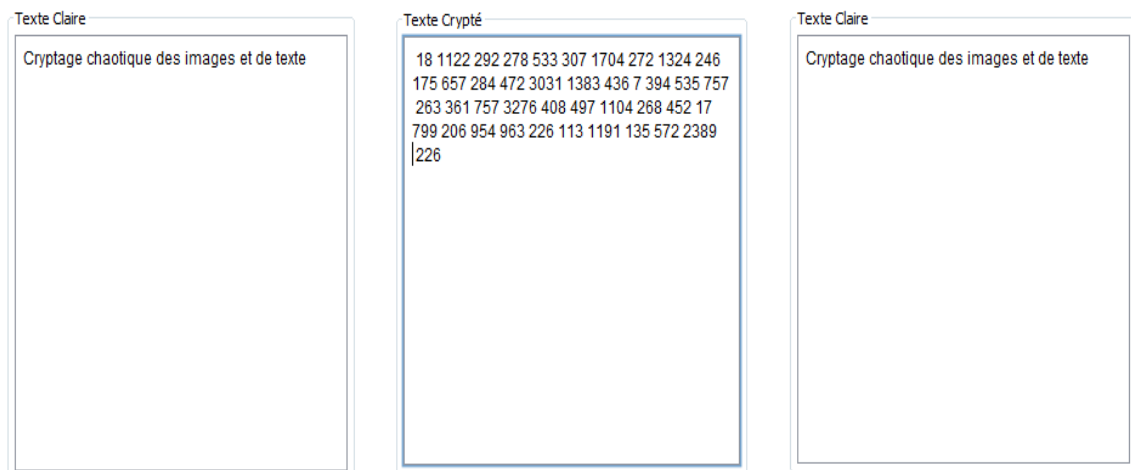 Texte Claire
Cryptage chaotique des images et de texte
Texte Crypté
18 1122 292 278 533 307 1704 272 1324 246
175 657 284 472 3031 1383 436 7 394 535 757
263 361 757 3276 408 497 1104 268 452 17
799 206 954 963 226 113 1191 135 572 2389
226
Texte Claire
Cryptage chaotique des images et de texte